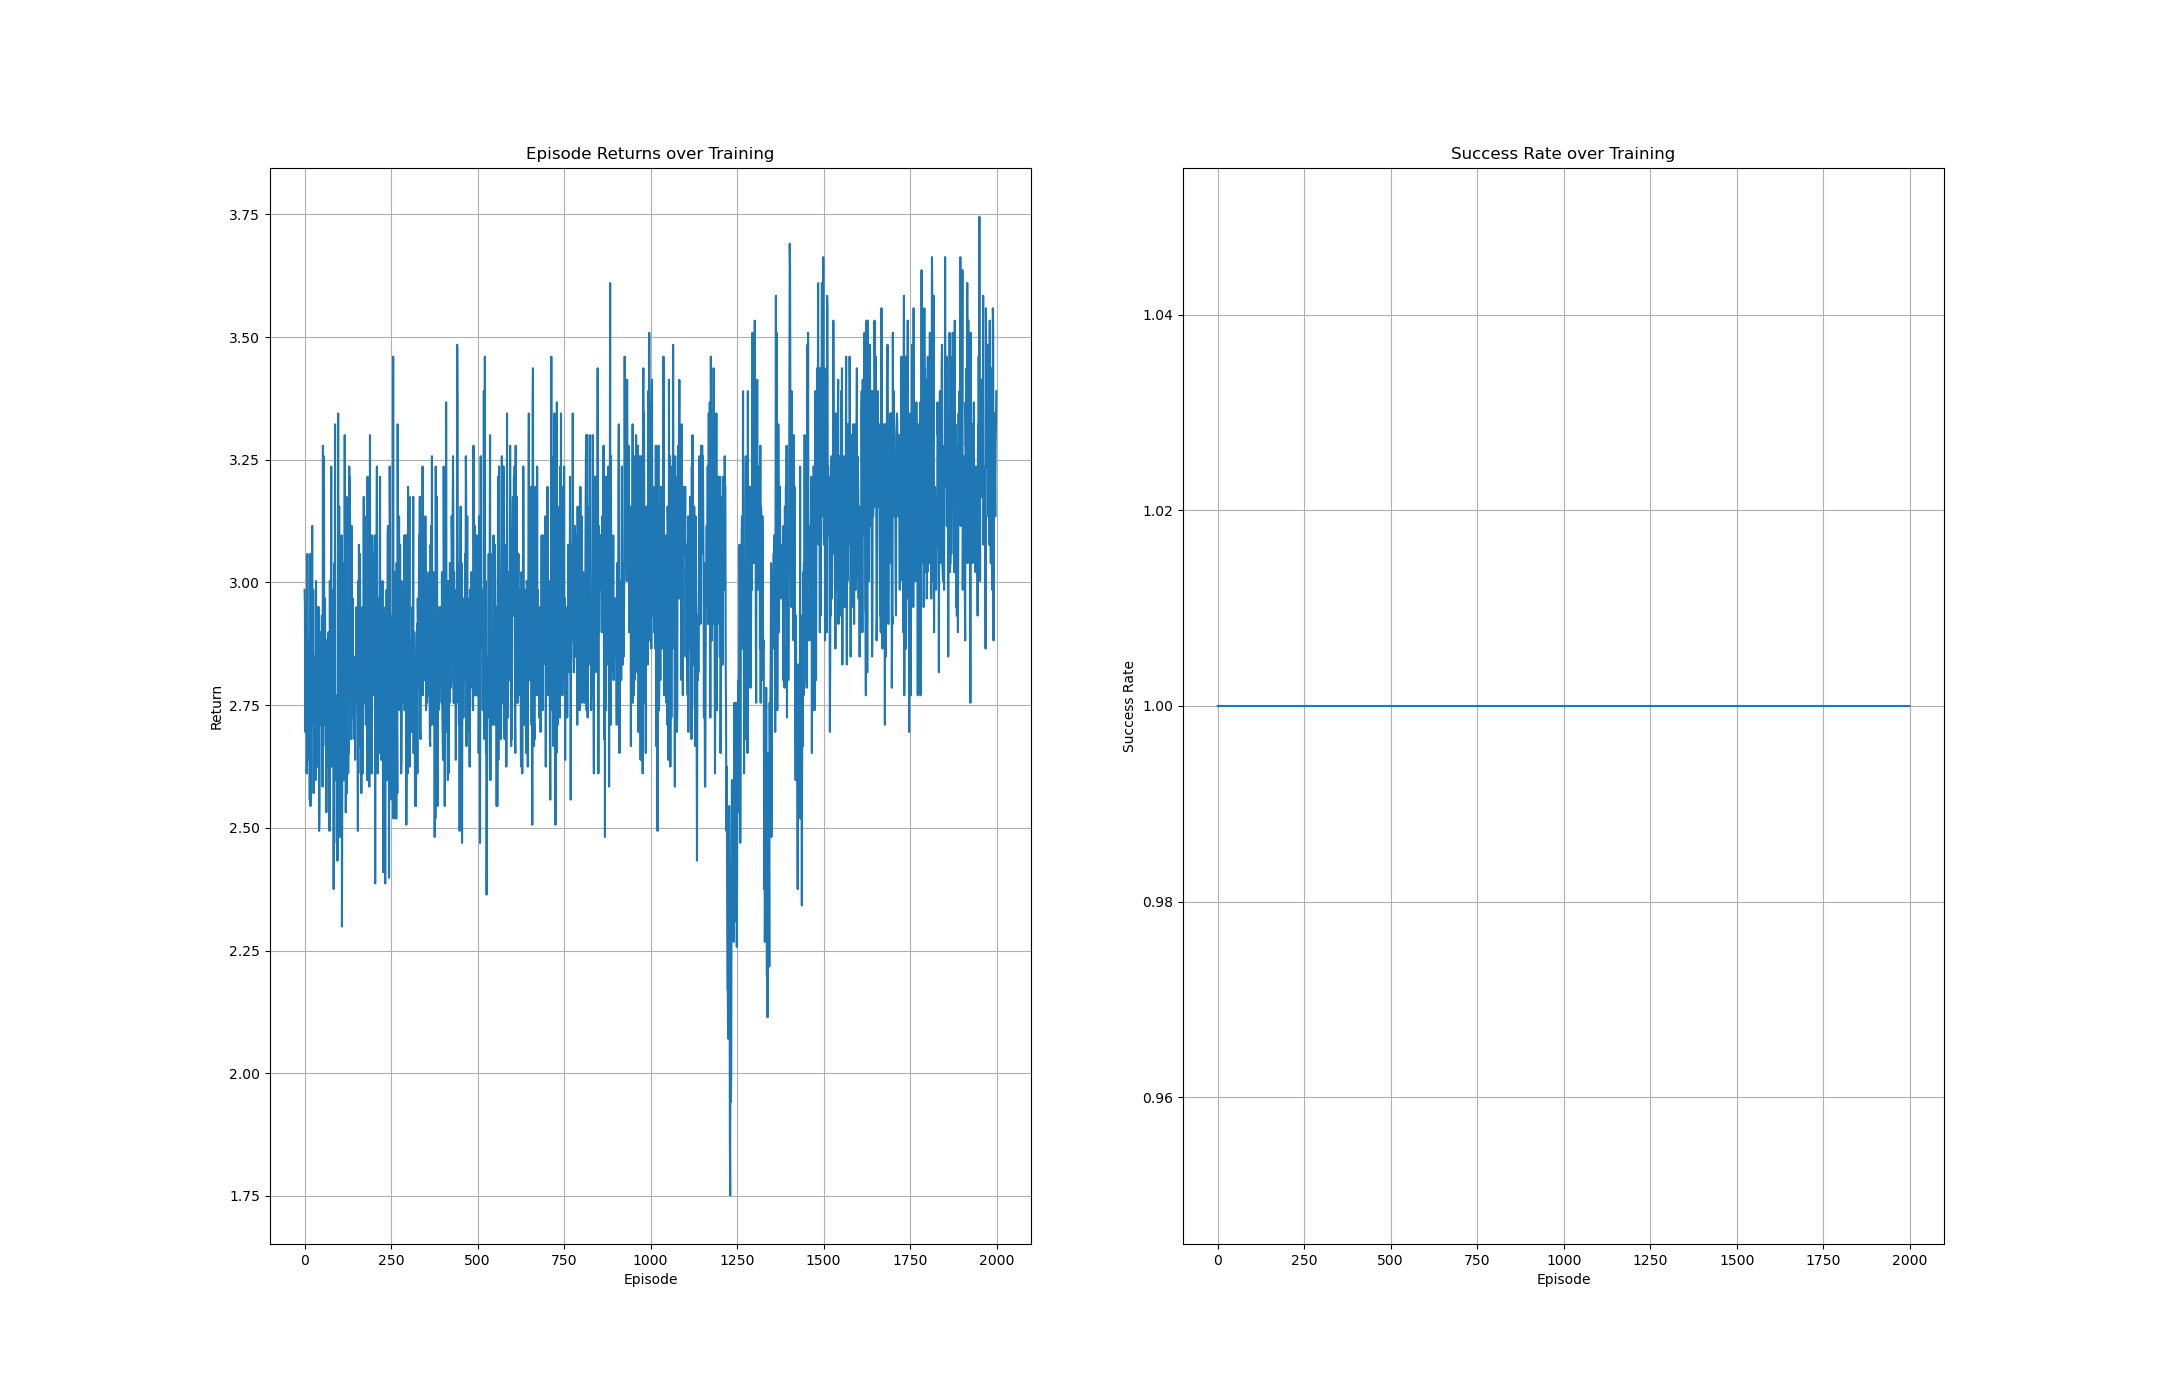 Episode Returns over Training
3.75
3.50
3.25
3.00
2.75
2.50
2.25
2.00
1.75
Return
0 250 500 750 1000 1250 1500 1750 2000
Episode
Success Rate over Training
1.04
1.02
1.00
0.98
0.96
Success Rate
0 250 500 750 1000 1250 1500 1750 2000
Episode